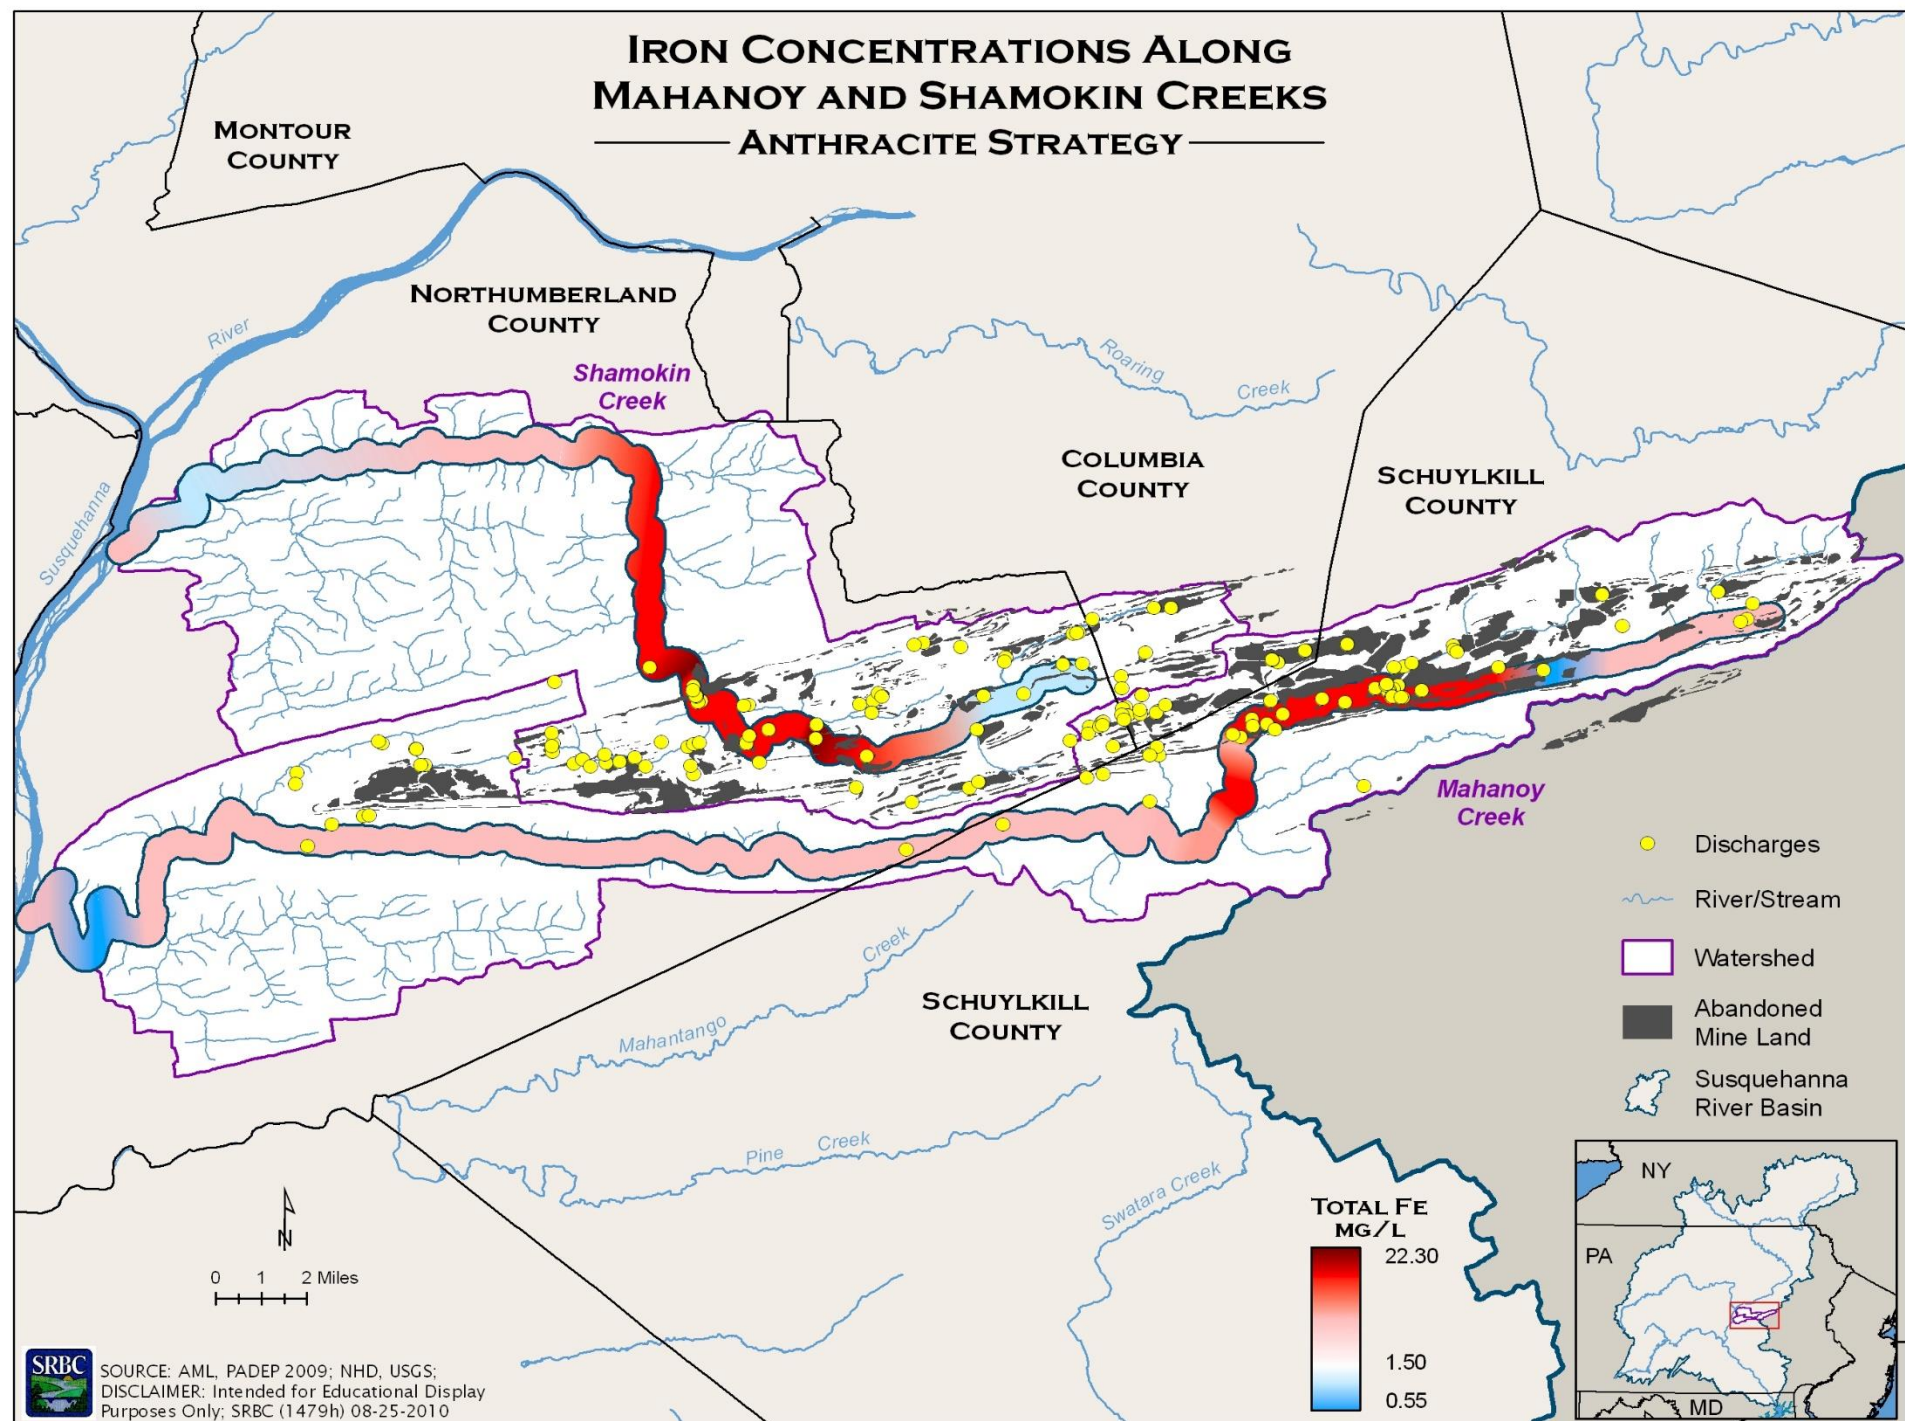 IRON CONCENTRATIONS ALONG
MAHANOY AND SHAMOKIN CREEKS
ANTHRACITE STRATEGY
MONTOUR
COUNTY
NORTHUMBERLAND
COUNTY
River
Shamokin
Creek
Roaring
Creek
Susquehanna
COLUMBIA
COUNTY
SCHUYLKILL
COUNTY
Mahanoy
Creek
Discharges
River/Stream
Watershed
Abandoned
Mine Land
Susquehanna
River Basin
Creek
Mahantango
SCHUYLKILL
COUNTY
Pine Creek
Swatara Creek
N
0 1 2 Miles
TOTAL FE
MG/L
22.30
1.50
0.55
NY
PA
MD
SRBC
SOURCE: AML, PADEP 2009; NHD, USGS;
DISCLAIMER: Intended for Educational Display
Purposes Only; SRBC (1479h) 08-25-2010